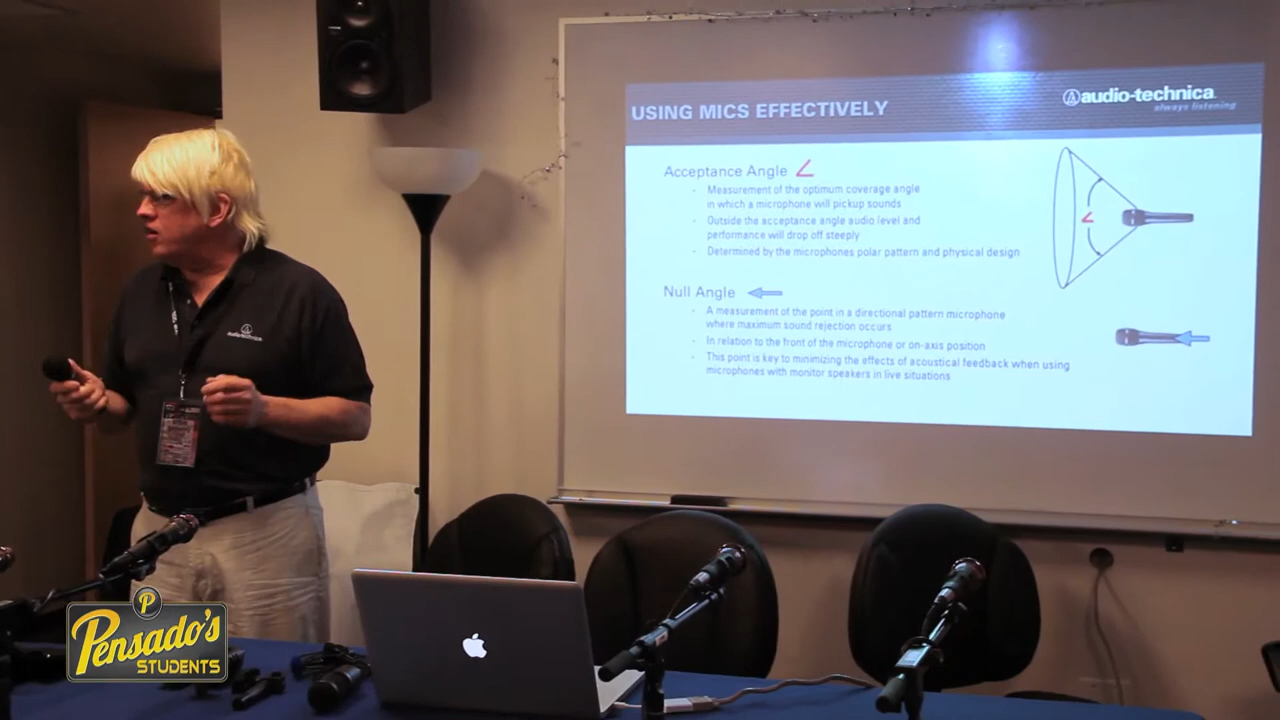 USING MICS EFFECTIVELY
audio-technica
always listening
Acceptance Angle
- Measurement of the optimum coverage angle
in which a microphone will pickup sounds
- Outside the acceptance angle audio level and
performance will drop off steeply
- Determined by the microphones polar pattern and physical design
Null Angle
- A measurement of the point in a directional pattern microphone
where maximum sound rejection occurs
- In relation to the front of the microphone or on-axis position
- This point is key to minimizing the effects of acoustical feedback when using
microphones with monitor speakers in live situations
audio-technica
P
Pensado's
STUDENTS